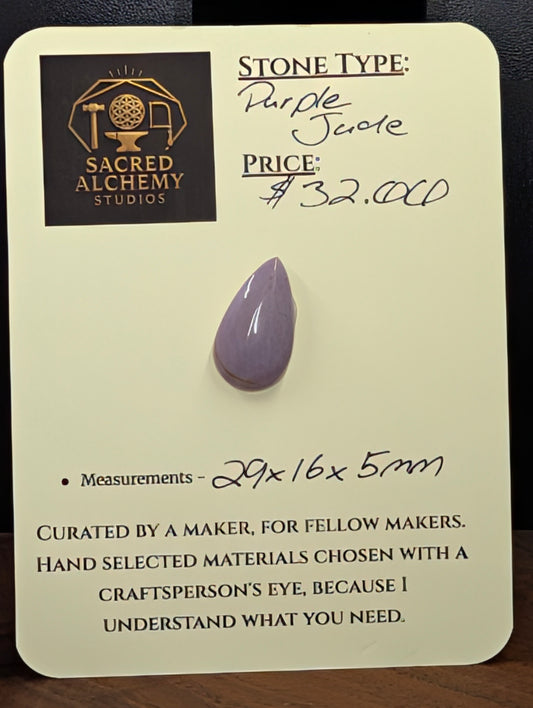 SACRED
ALCHEMY
STUDIOS
STONE TYPE:
Purple
Jade
PRICE:
$32.00
• Measurements - 29x16x5mm
CURATED BY A MAKER, FOR FELLOW MAKERS.
HAND SELECTED MATERIALS CHOSEN WITH A
CRAFTSPERSON'S EYE, BECAUSE I
UNDERSTAND WHAT YOU NEED.